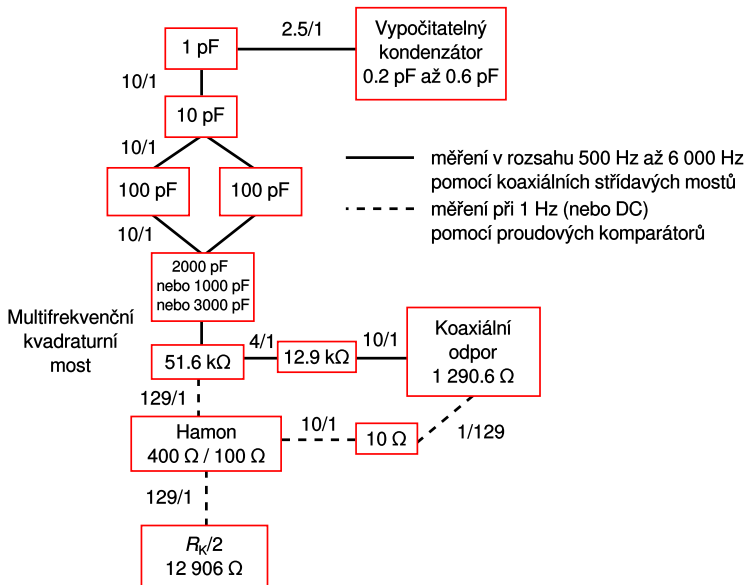 2.5/1
1 pF
Vypočitatelný
kondenzátor
0.2 pF až 0.6 pF
10/1
10 pF
10/1
100 pF
100 pF
měření v rozsahu 500 Hz až 6 000 Hz
pomocí koaxiálních střídavých mostů
měření při 1 Hz (nebo DC)
pomocí proudových komparátorů
10/1
2000 pF
nebo 1000 pF
nebo 3000 pF
Multifrekvenční
kvadraturní
most
51.6 kΩ
4/1
12.9 kΩ
10/1
Koaxiální
odpor
1 290.6 Ω
129/1
Hamon
400 Ω / 100 Ω
10/1
10 Ω
1/129
129/1
RK/2
12 906 Ω